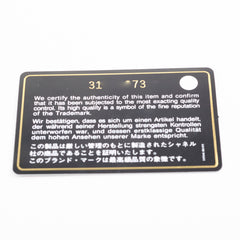 31 73
We certify the authenticity of this item and confirm
that it has been subjected to the most exacting quality
control. Its high quality is a symbol of the fine reputation
of the Trademark.
Wir bestätigen, dass es sich um einen Artikel handelt,
der während seiner Herstellung strengsten Kontrollen
unterworfen war, und dessen erstklassige Qualität
dem hohen Ansehen unserer Marke entspricht.
この製品は厳しい管理のもとに製造されたシャネル
社の商品であることを証明いたします。
このブランド・マークは最高級品質の象徴です。